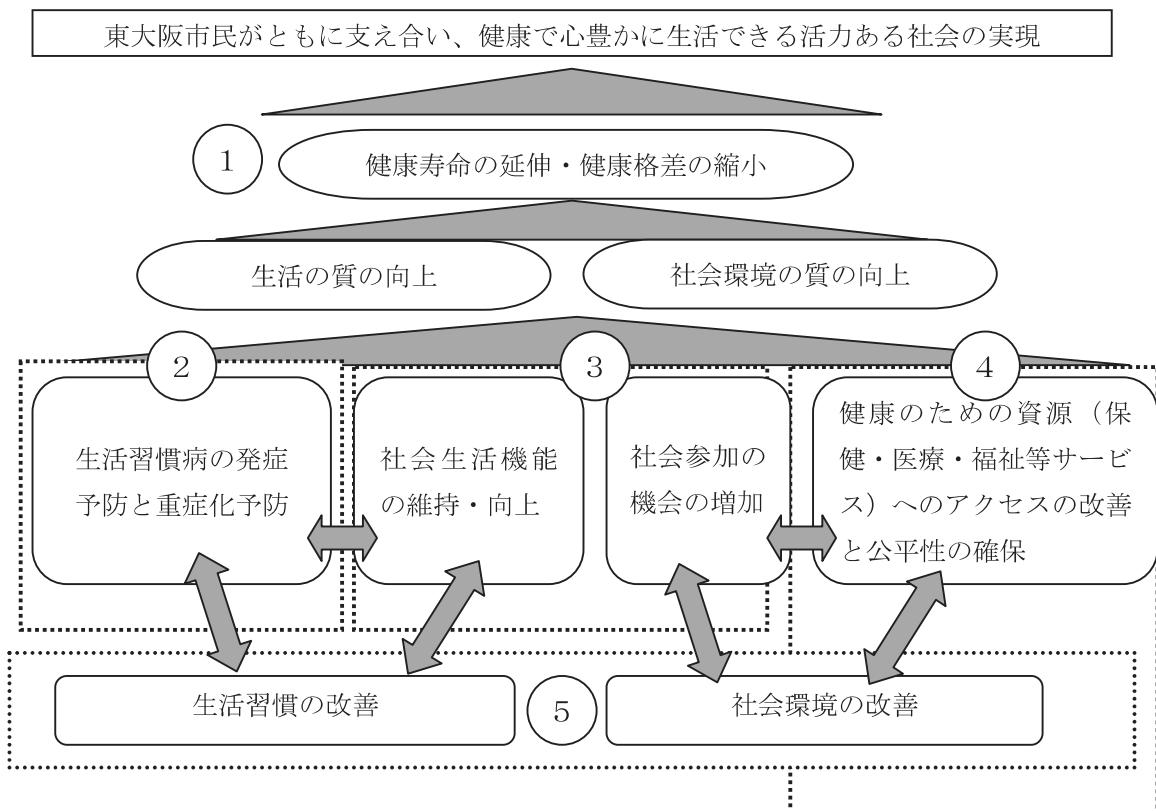 東大阪市民がともに支え合い、健康で心豊かに生活できる活力ある社会の実現
1
健康寿命の延伸・健康格差の縮小
生活の質の向上
社会環境の質の向上
2
3
4
生活習慣病の発症
予防と重症化予防
社会生活機能
の維持・向上
社会参加の
機会の増加
健康のための資源（保
健・医療・福祉等サービ
ス）へのアクセスの改善
と公平性の確保
生活習慣の改善
5
社会環境の改善